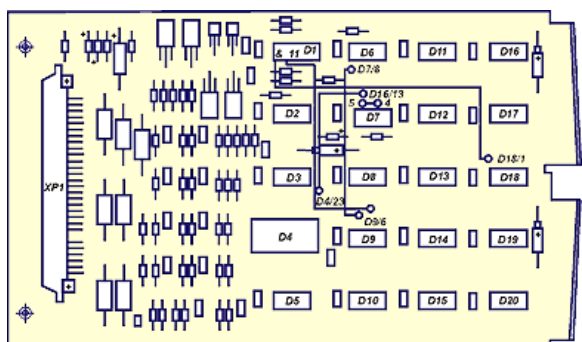 & 11 D1 D6 D11 D16
D7/8
D16/13
5 4
D2 D7 D12 D17
D18/1
XP1
D3 D8 D13 D18
D4/23
D9/6
D4 D9 D14 D19
D5 D10 D15 D20